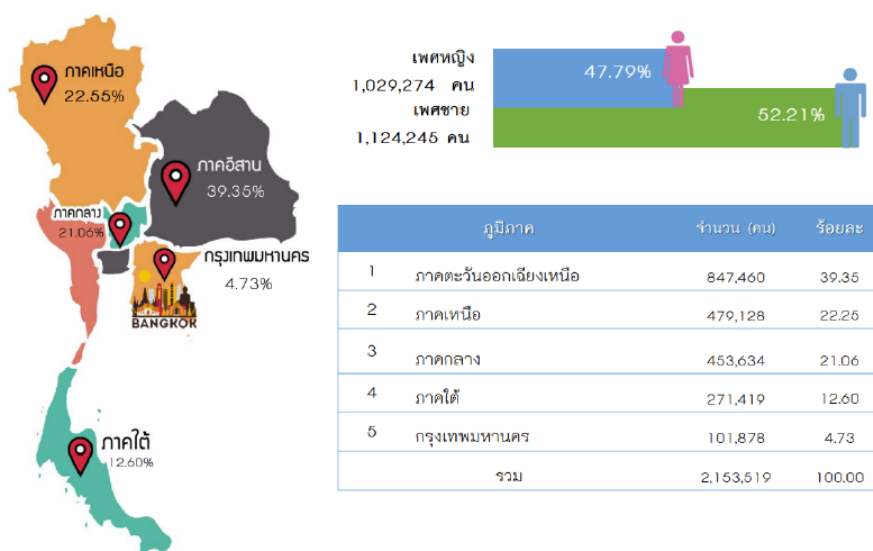 ภาคเหนือ
22.55%
ภาคอีสาน
39.35%
ภาคกลาง
21.06%
กรุงเทพมหานคร
4.73%
BANGKOK
ภาคใต้
12.60%
เพศหญิง
1,029,274 คน
47.79%
เพศชาย
1,124,245 คน
52.21%
ภูมิภาค จำนวน (คน) ร้อยละ
1 ภาคตะวันออกเฉียงเหนือ 847,460 39.35
2 ภาคเหนือ 479,128 22.25
3 ภาคกลาง 453,634 21.06
4 ภาคใต้ 271,419 12.60
5 กรุงเทพมหานคร 101,878 4.73
รวม 2,153,519 100.00